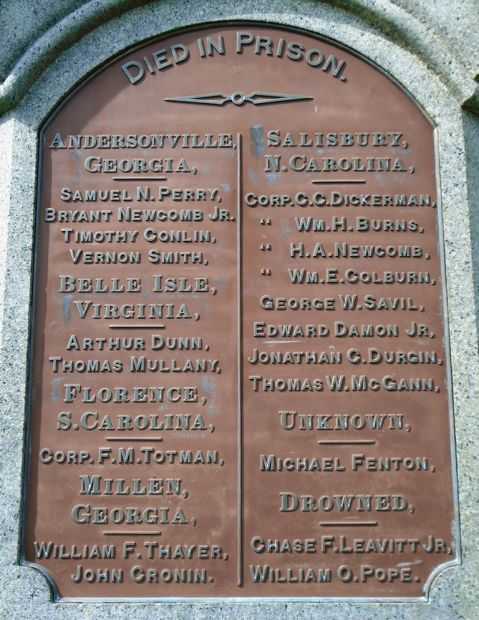 DIED IN PRISON.
ANDERSONVILLE,
GEORGIA,
SAMUEL N. PERRY,
BRYANT NEWCOMB JR.
TIMOTHY CONLIN,
VERNON SMITH,
BELLE ISLE,
VIRGINIA,
ARTHUR DUNN,
THOMAS MULLANY,
FLORENCE,
S. CAROLINA,
CORP. F. M. TOTMAN,
MILLEN,
GEORGIA,
WILLIAM F. THAYER,
JOHN CRONIN.
SALISBURY,
N. CAROLINA,
CORP. C. C. DICKERMAN,
" WM. H. BURNS,
" H. A. NEWCOMB,
" WM. E. COLBURN,
GEORGE W. SAVIL,
EDWARD DAMON JR,
JONATHAN C. DURGIN,
THOMAS W. MCGANN,
UNKNOWN,
MICHAEL FENTON,
DROWNED,
CHASE F. LEAVITT JR,
WILLIAM O. POPE.